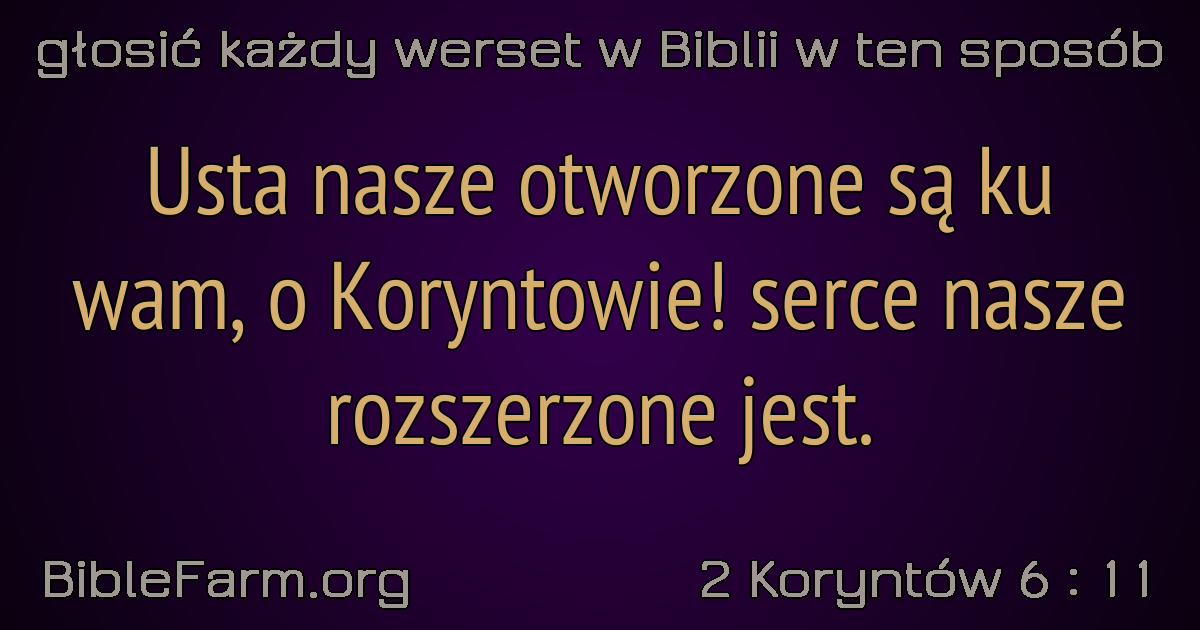 głosić każdy werset w Biblii w ten sposób
Usta nasze otworzone są ku
wam, o Koryntowie! serce nasze
rozszerzone jest.
BibleFarm.org
2 Koryntów 6 : 11